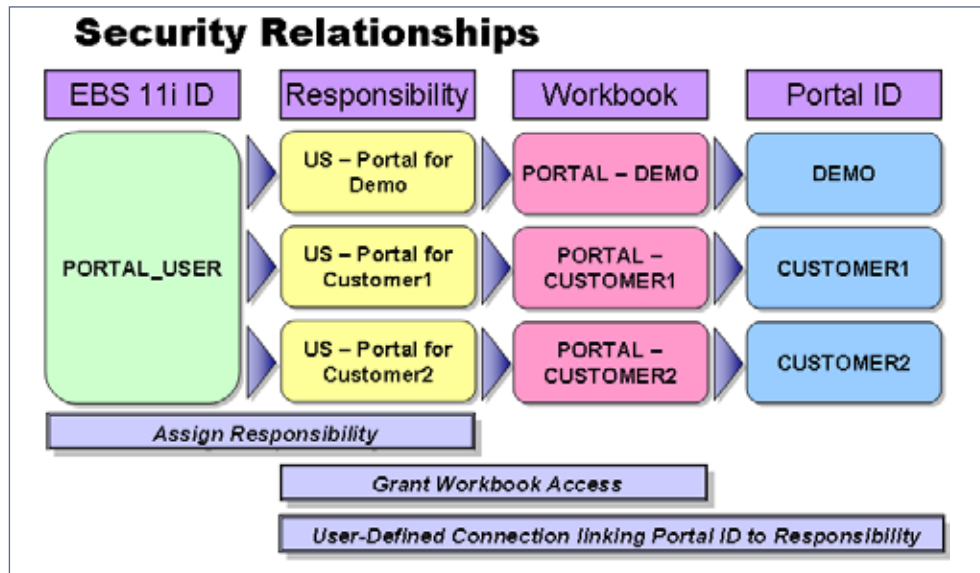 Security Relationships
EBS 11i ID
Responsibility
Workbook
Portal ID
PORTAL_USER
US – Portal for
Demo
PORTAL – DEMO
DEMO
US – Portal for
Customer1
PORTAL –
CUSTOMER1
CUSTOMER1
US – Portal for
Customer2
PORTAL –
CUSTOMER2
CUSTOMER2
Assign Responsibility
Grant Workbook Access
User-Defined Connection linking Portal ID to Responsibility